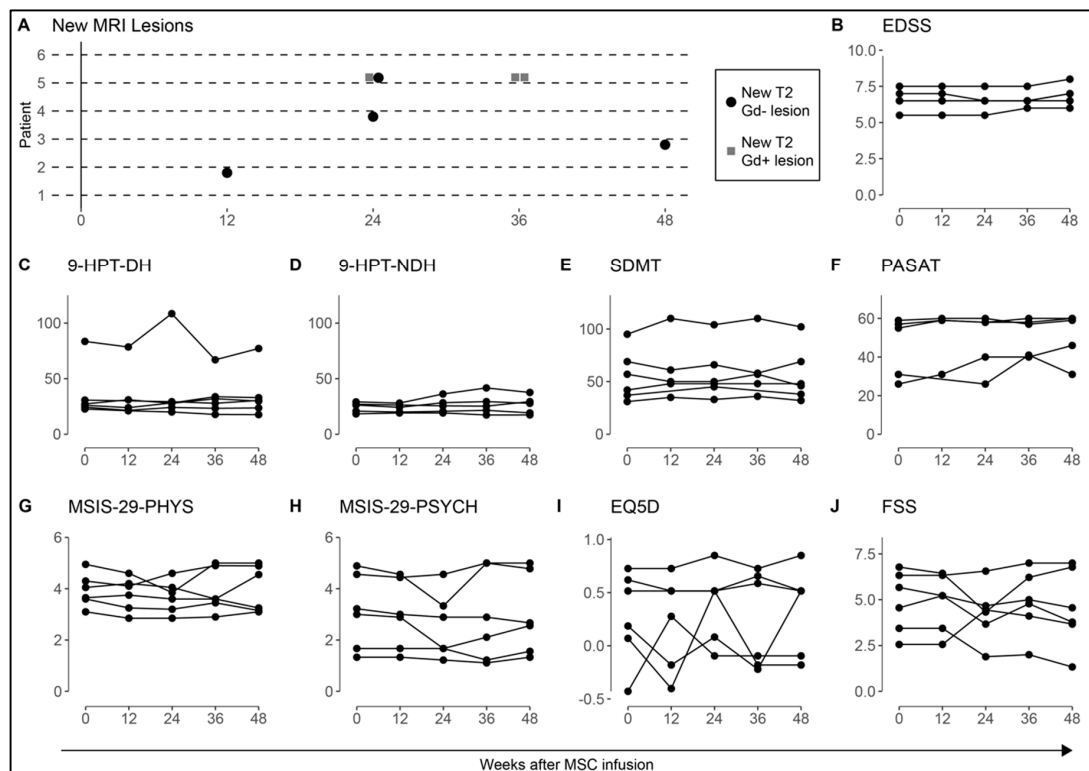 A New MRI Lesions
6
5
4
3
2
1
Patient
0 12 24 36 48
New T2
Gd- lesion
New T2
Gd+ lesion
B EDSS
10.0
7.5
5.0
2.5
0.0
0 12 24 36 48
C 9-HPT-DH
100
50
0
0 12 24 36 48
D 9-HPT-NDH
100
50
0
0 12 24 36 48
E SDMT
100
50
0
0 12 24 36 48
F PASAT
60
40
20
0
0 12 24 36 48
G MSIS-29-PHYS
6
4
2
0
0 12 24 36 48
H MSIS-29-PSYCH
6
4
2
0
0 12 24 36 48
I EQ5D
1.0
0.5
0.0
-0.5
0 12 24 36 48
J FSS
7.5
5.0
2.5
0.0
0 12 24 36 48
Weeks after MSC infusion